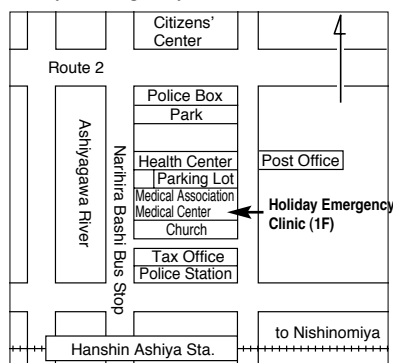 Citizens'
Center
Route 2
Police Box
Park
Ashiyagawa River
Narihira Bashi Bus Stop
Health Center
Post Office
Parking Lot
Medical Association
Medical Center
Holiday Emergency
Clinic (1F)
Church
Tax Office
Police Station
to Nishinomiya
Hanshin Ashiya Sta.